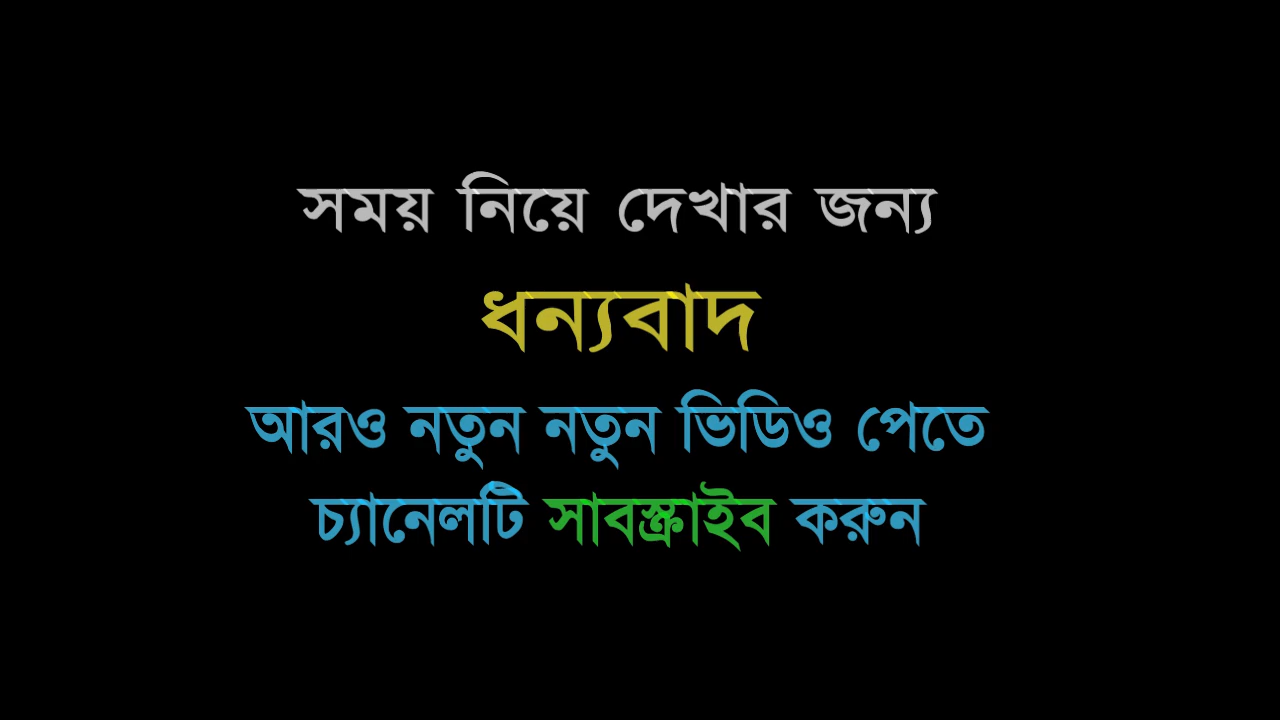 সময় নিয়ে দেখার জন্য
ধন্যবাদ
আরও নতুন নতুন ভিডিও পেতে
চ্যানেলটি সাবস্ক্রাইব করুন